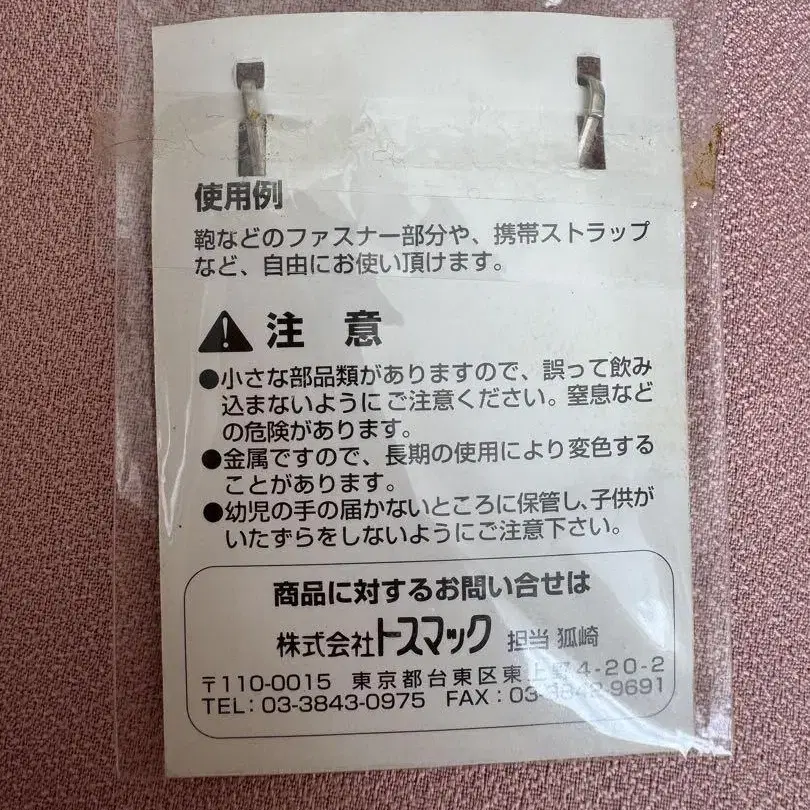 使用例
鞄などのファスナー部分や、携帯ストラップ
など、自由にお使い頂けます。
注 意
●小さな部品類がありますので、誤って飲み
込まないようにご注意ください。窒息など
の危険があります。
●金属ですので、長期の使用により変色する
ことがあります。
●幼児の手の届かないところに保管し、子供が
いたずらをしないようにご注意下さい。
商品に対するお問い合せは
株式会社トスマック 担当 狐崎
〒110-0015 東京都台東区東上野4-20-2
TEL：03-3843-0975 FAX：03-3842-9691